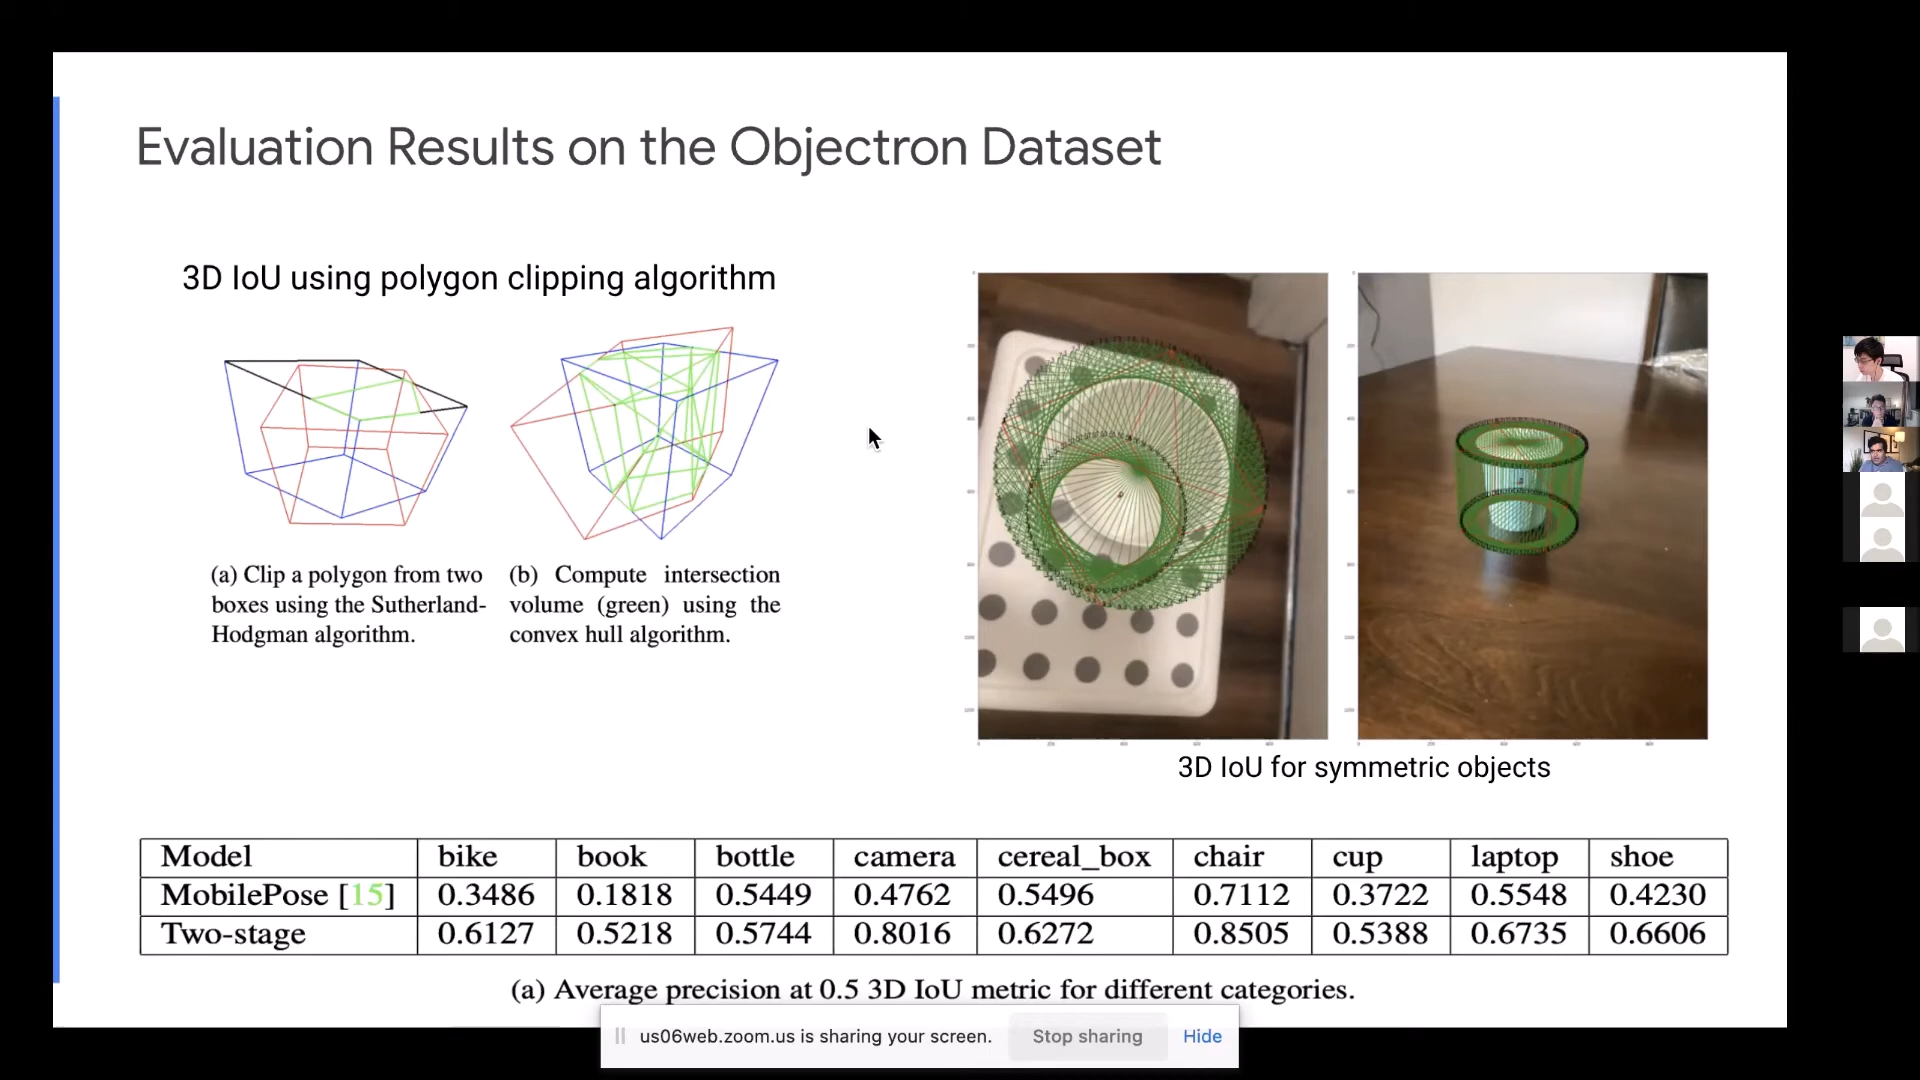 Evaluation Results on the Objectron Dataset
3D IoU using polygon clipping algorithm
(a) Clip a polygon from two
boxes using the Sutherland-
Hodgman algorithm.
(b) Compute intersection
volume (green) using the
convex hull algorithm.
3D IoU for symmetric objects
Model bike book bottle camera cereal_box chair cup laptop shoe
MobilePose [15] 0.3486 0.1818 0.5449 0.4762 0.5496 0.7112 0.3722 0.5548 0.4230
Two-stage 0.6127 0.5218 0.5744 0.8016 0.6272 0.8505 0.5388 0.6735 0.6606
(a) Average precision at 0.5 3D IoU metric for different categories.
us06web.zoom.us is sharing your screen. Stop sharing Hide